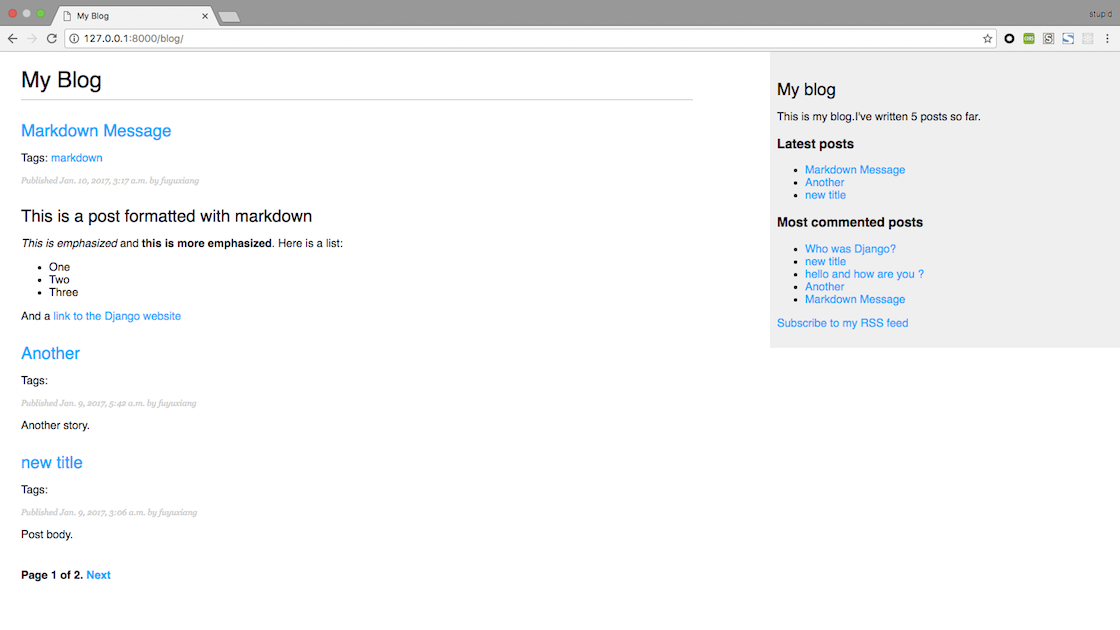 My Blog
stupid
127.0.0.1:8000/blog/
My Blog
Markdown Message
Tags: markdown
Published Jan. 10, 2017, 3:17 a.m. by fuyuxiang
This is a post formatted with markdown
This is emphasized and this is more emphasized. Here is a list:
One
Two
Three
And a link to the Django website
Another
Tags:
Published Jan. 9, 2017, 5:42 a.m. by fuyuxiang
Another story.
new title
Tags:
Published Jan. 9, 2017, 3:06 a.m. by fuyuxiang
Post body.
Page 1 of 2. Next
My blog
This is my blog.I've written 5 posts so far.
Latest posts
Markdown Message
Another
new title
Most commented posts
Who was Django?
new title
hello and how are you ?
Another
Markdown Message
Subscribe to my RSS feed